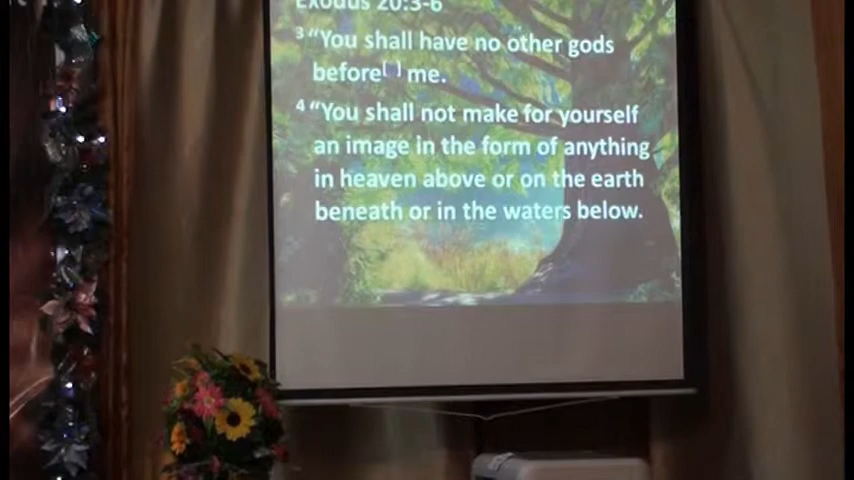 Exodus 20:3-6
3 “You shall have no other gods
before[ ] me.
4 “You shall not make for yourself
an image in the form of anything
in heaven above or on the earth
beneath or in the waters below.